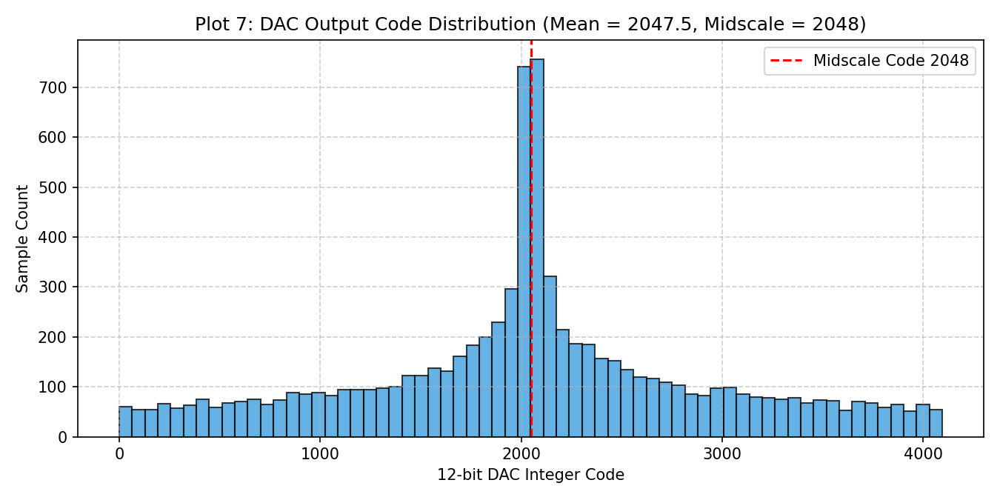 Plot 7: DAC Output Code Distribution (Mean = 2047.5, Midscale = 2048)
Midscale Code 2048
700
600
500
400
300
200
100
0
Sample Count
0 1000 2000 3000 4000
12-bit DAC Integer Code